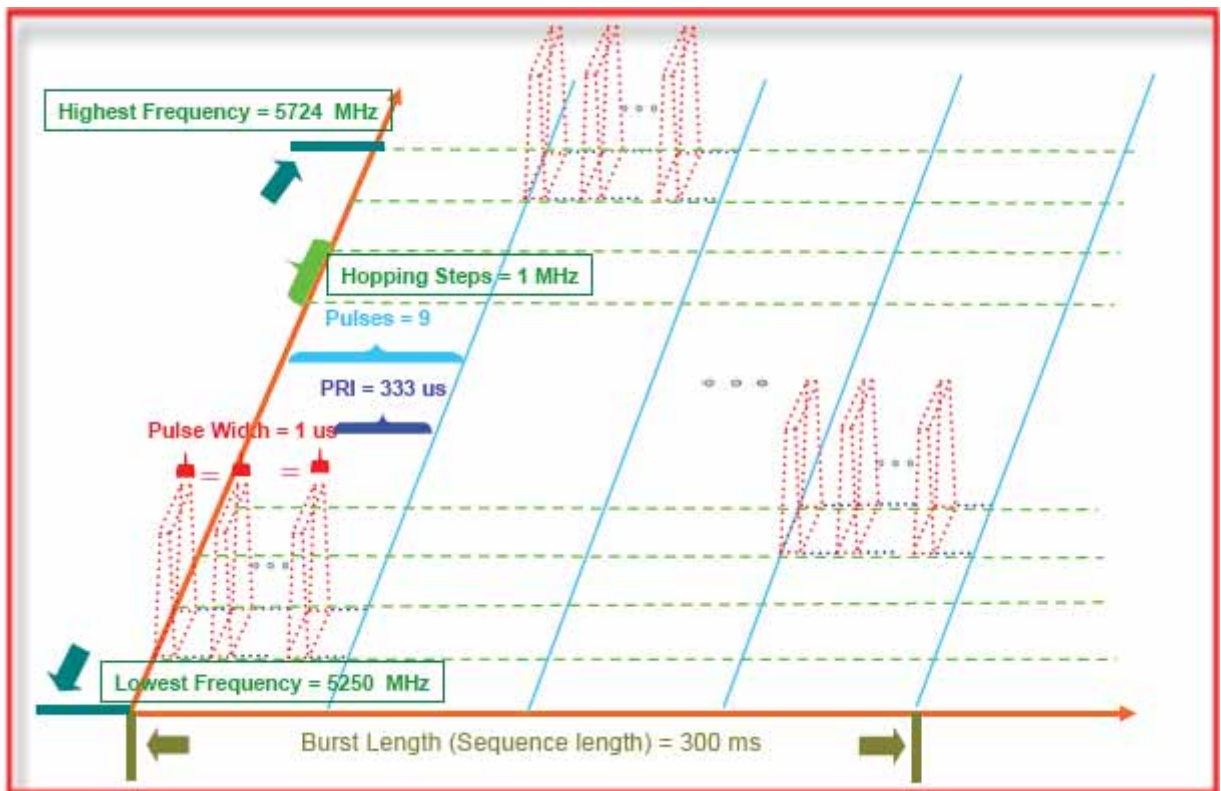 Highest Frequency = 5724 MHz
Hopping Steps = 1 MHz
Pulses = 9
PRI = 333 us
Pulse Width = 1 us
= =
Lowest Frequency = 5250 MHz
Burst Length (Sequence length) = 300 ms